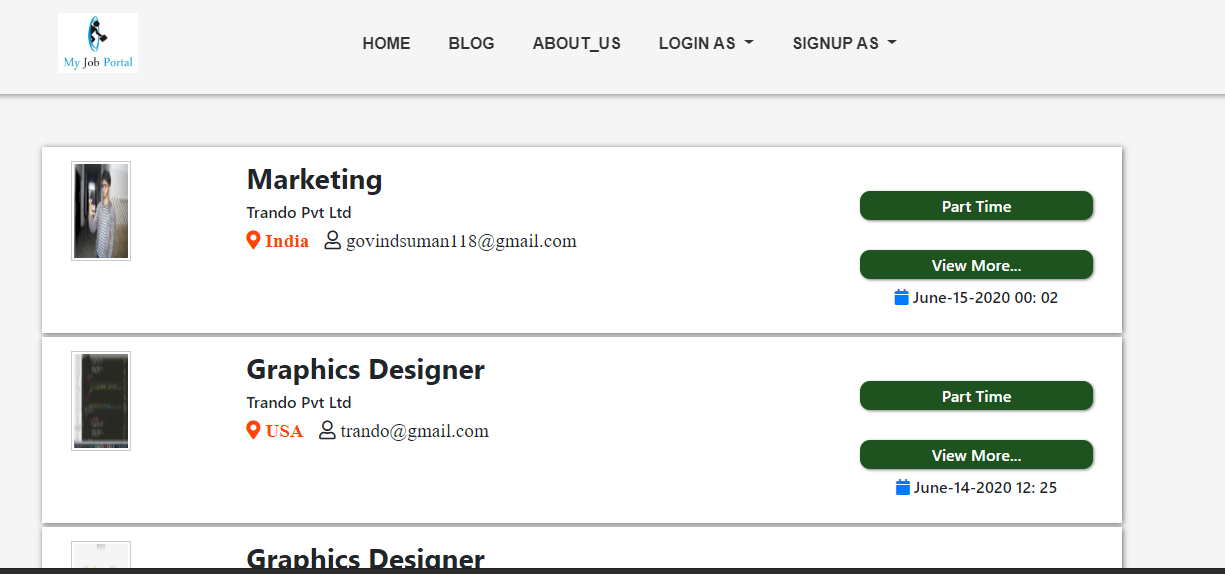 My Job Portal
HOME BLOG ABOUT_US LOGIN AS SIGNUP AS
Marketing
Trando Pvt Ltd
India govindsuman118@gmail.com
Part Time
View More...
June-15-2020 00: 02
Graphics Designer
Trando Pvt Ltd
USA trando@gmail.com
Part Time
View More...
June-14-2020 12: 25
Graphics Designer